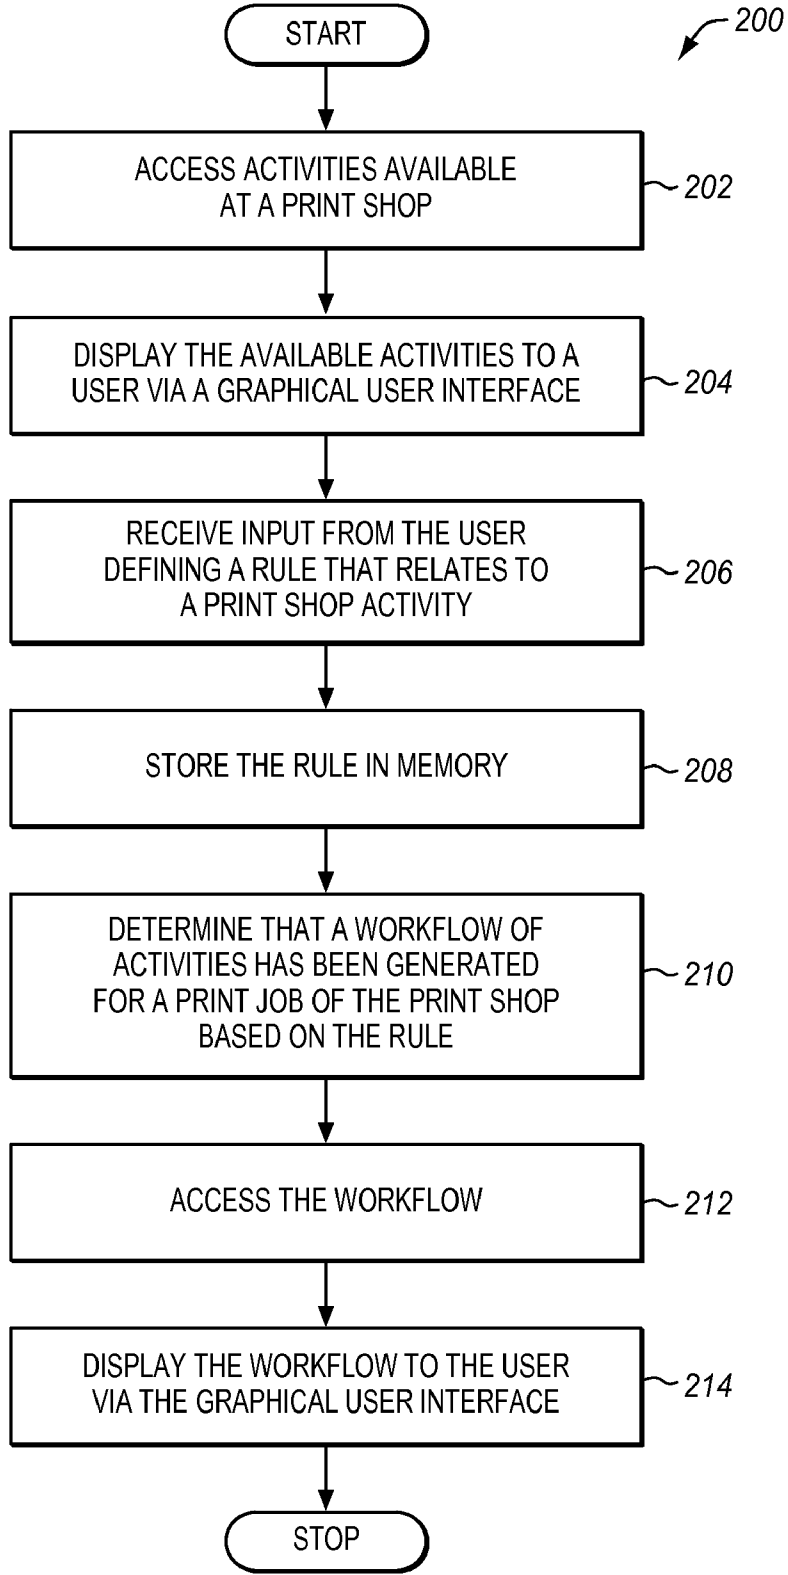 START
200
ACCESS ACTIVITIES AVAILABLE
AT A PRINT SHOP
202
DISPLAY THE AVAILABLE ACTIVITIES TO A
USER VIA A GRAPHICAL USER INTERFACE
204
RECEIVE INPUT FROM THE USER
DEFINING A RULE THAT RELATES TO
A PRINT SHOP ACTIVITY
206
STORE THE RULE IN MEMORY
208
DETERMINE THAT A WORKFLOW OF
ACTIVITIES HAS BEEN GENERATED
FOR A PRINT JOB OF THE PRINT SHOP
BASED ON THE RULE
210
ACCESS THE WORKFLOW
212
DISPLAY THE WORKFLOW TO THE USER
VIA THE GRAPHICAL USER INTERFACE
214
STOP